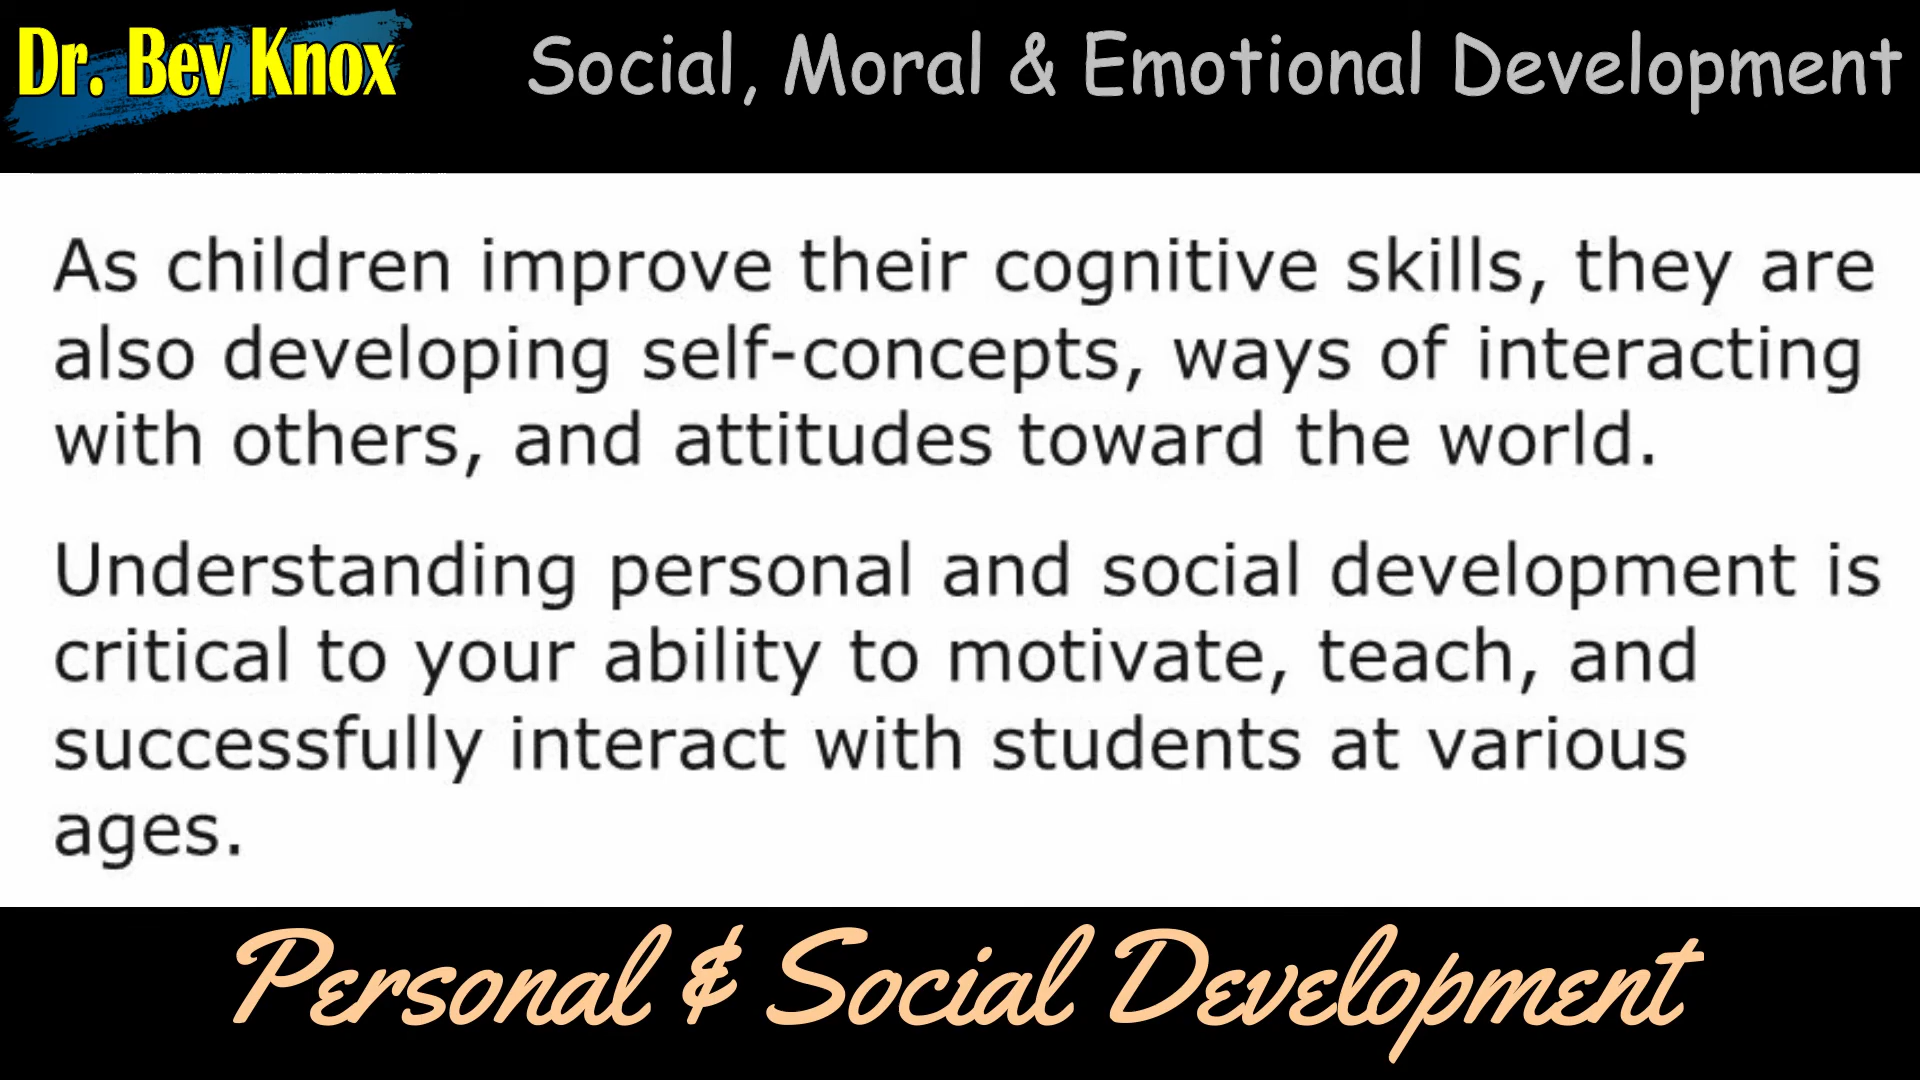 Dr. Bev Knox
Social, Moral & Emotional Development
As children improve their cognitive skills, they are
also developing self-concepts, ways of interacting
with others, and attitudes toward the world.
Understanding personal and social development is
critical to your ability to motivate, teach, and
successfully interact with students at various
ages.
Personal & Social Development